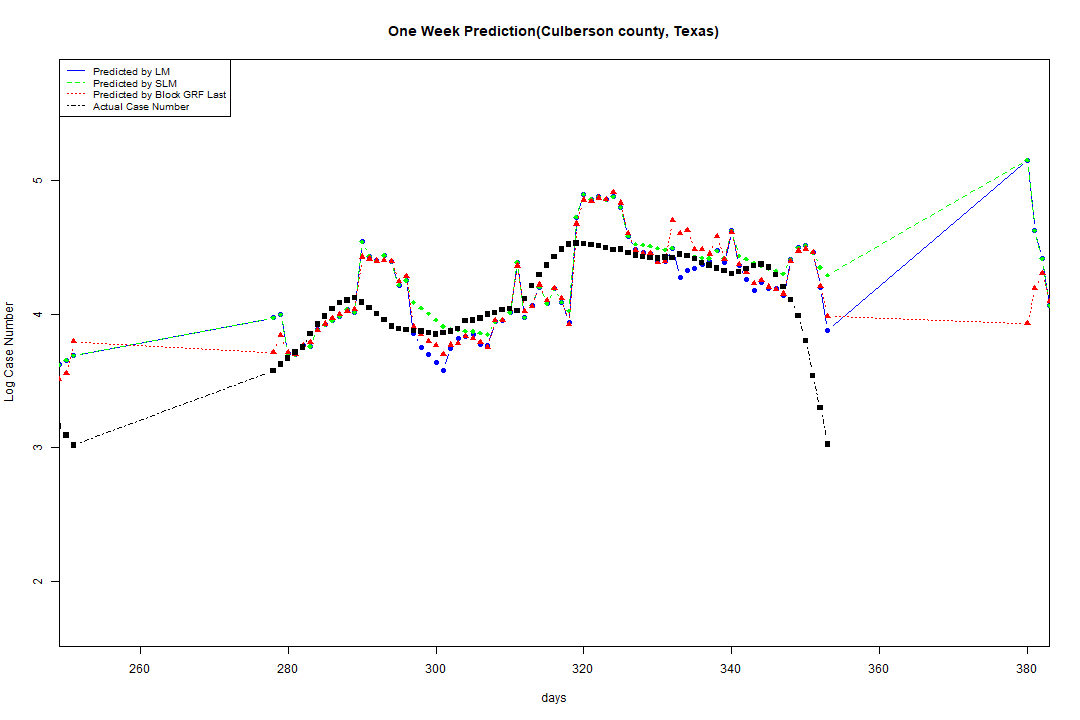 One Week Prediction(Culberson county, Texas)
Predicted by LM
Predicted by SLM
Predicted by Block GRF Last
Actual Case Number
Log Case Number
5
4
3
2
260 280 300 320 340 360 380
days